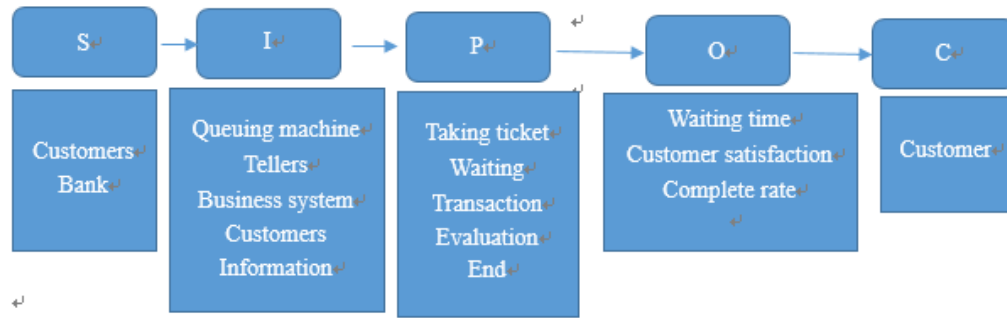 S
I
P
O
C
Customers
Bank
Queuing machine
Tellers
Business system
Customers
Information
Taking ticket
Waiting
Transaction
Evaluation
End
Waiting time
Customer satisfaction
Complete rate
Customer